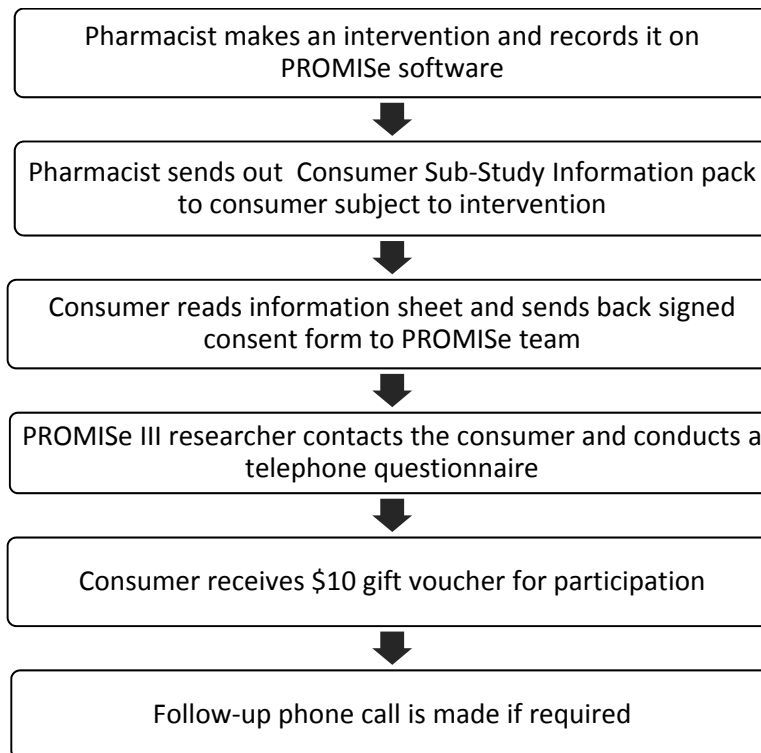 Pharmacist makes an intervention and records it on
PROMISe software
Pharmacist sends out Consumer Sub-Study Information pack
to consumer subject to intervention
Consumer reads information sheet and sends back signed
consent form to PROMISe team
PROMISe III researcher contacts the consumer and conducts a
telephone questionnaire
Consumer receives $10 gift voucher for participation
Follow-up phone call is made if required